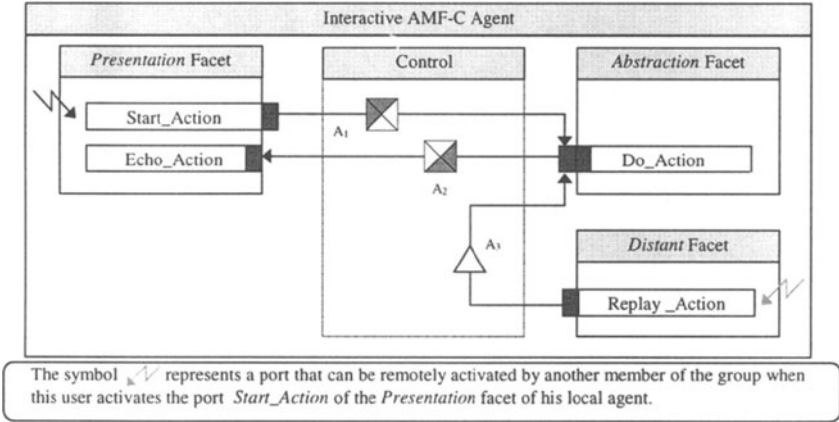 Interactive AMF-C Agent
Presentation Facet
Control
Abstraction Facet
Start_Action
A1
Echo_Action
A2
Do_Action
A3
Distant Facet
Replay _Action
The symbol represents a port that can be remotely activated by another member of the group when
this user activates the port Start_Action of the Presentation facet of his local agent.